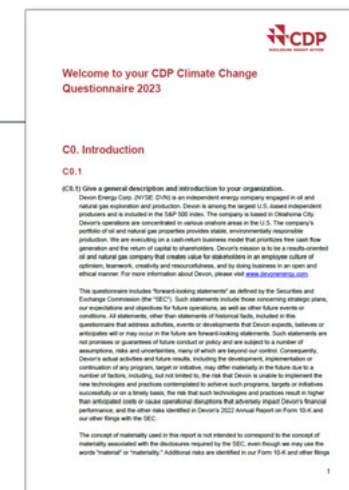 CDP
DISCLOSURE INSIGHT ACTION
Welcome to your CDP Climate Change
Questionnaire 2023
C0. Introduction
C0.1
(C0.1) Give a general description and introduction to your organization.
Devon Energy Corp. (NYSE: DVN) is an independent energy company engaged in oil and
natural gas exploration and production. Devon is among the largest U.S.-based independent
producers and is included in the S&P 500 index. The company is based in Oklahoma City.
Devon's operations are concentrated in various onshore areas in the U.S. The company's
portfolio of oil and natural gas properties provides stable, environmentally responsible
production. We are executing on a cash-return business model that prioritizes free cash flow
generation and the return of capital to shareholders. Devon's mission is to be a results-oriented
oil and natural gas company that creates value for stakeholders in an employee culture of
optimism, teamwork, creativity and resourcefulness, and by doing business in an open and
ethical manner. For more information about Devon, please visit www.devonenergy.com.
This questionnaire includes "forward-looking statements" as defined by the Securities and
Exchange Commission (the "SEC"). Such statements include those concerning strategic plans,
our expectations and objectives for future operations, as well as other future events or
conditions. All statements, other than statements of historical facts, included in this
questionnaire that address activities, events or developments that Devon expects, believes or
anticipates will or may occur in the future are forward-looking statements. Such statements are
not promises or guarantees of future conduct or policy and are subject to a number of
assumptions, risks and uncertainties, many of which are beyond our control. Consequently,
Devon's actual activities and future results, including the development, implementation or
continuation of any program, target or initiative, may differ materially in the future due to a
number of factors, including, but not limited to, the risk that Devon is unable to implement the
new technologies and practices contemplated to achieve such programs, targets or initiatives
successfully or on a timely basis, the risk that such technologies and practices result in higher
than anticipated costs or cause operational disruptions that adversely impact Devon's financial
performance; and the other risks identified in Devon's 2022 Annual Report on Form 10-K and
our other filings with the SEC.
The concept of materiality used in this report is not intended to correspond to the concept of
materiality associated with the disclosures required by the SEC, even though we may use the
words "material" or "materiality." Additional risks are identified in our Form 10-K and other filings
1